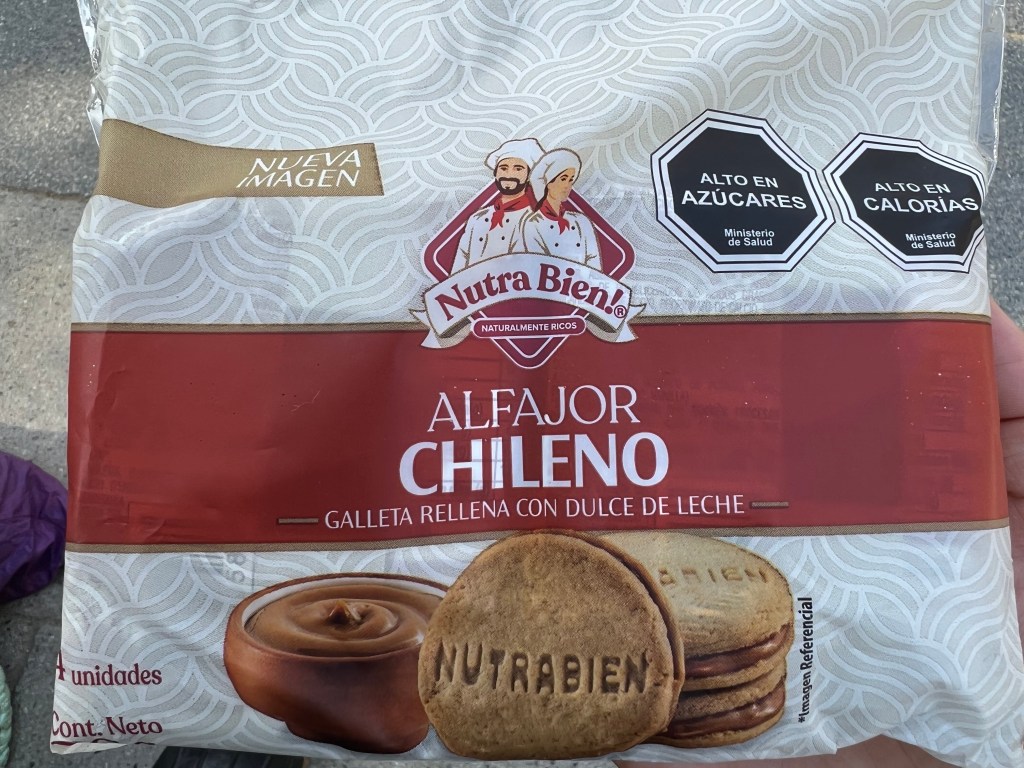 NUEVA
IMAGEN
ALTO EN
AZÚCARES
Ministerio
de Salud
ALTO EN
CALORÍAS
Ministerio
de Salud
Nutra Bien!®
NATURALMENTE RICOS
ALFAJOR
CHILENO
GALLETA RELLENA CON DULCE DE LECHE
NUTRABIEN
*Imagen Referencial
unidades
Cont. Neto